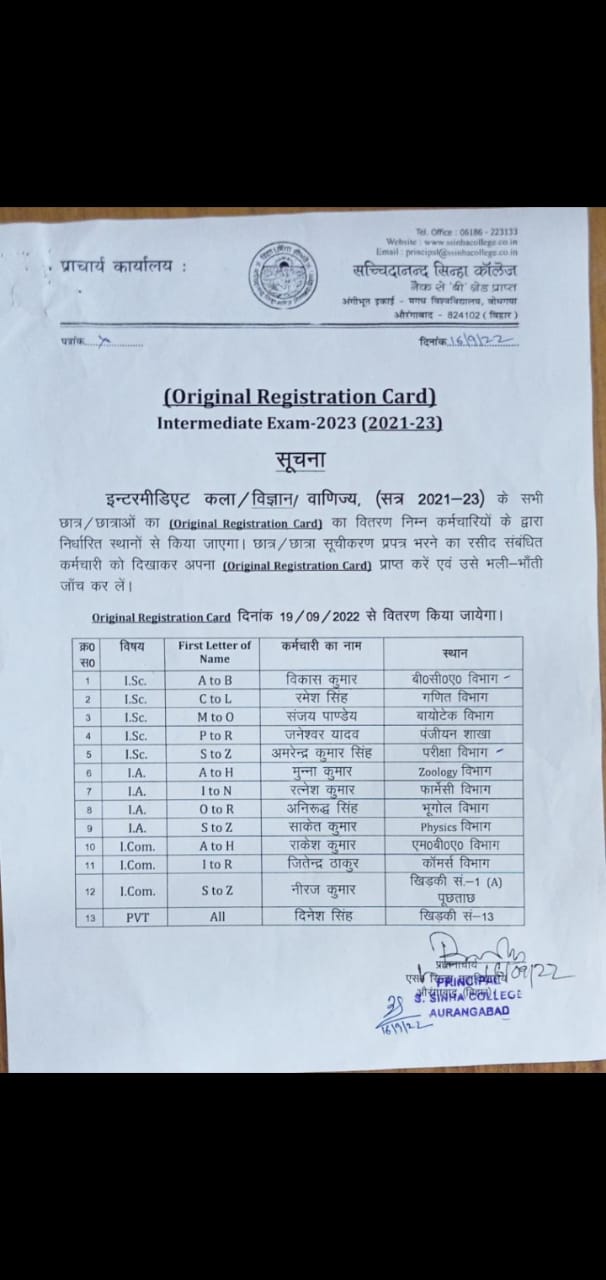 Tel. Office : 06186 - 223133
Website : www.ssinhacollege.co.in
Email : principal@ssinhacollege.co.in
प्राचार्य कार्यालय :
सच्चिदानन्द सिन्हा कॉलेज
नैक से 'बी' ग्रेड प्राप्त
अंगीभूत इकाई - मगध विश्वविद्यालय, बोधगया
औरंगाबाद - 824102 ( बिहार )
पत्रांक.............
दिनांक 16/9/22
(Original Registration Card)
Intermediate Exam-2023 (2021-23)
सूचना
इन्टरमीडिएट कला/विज्ञान/ वाणिज्य, (सत्र 2021–23) के सभी
छात्र/छात्राओं का (Original Registration Card) का वितरण निम्न कर्मचारियों के द्वारा
निर्धारित स्थानों से किया जाएगा। छात्र/छात्रा सूचीकरण प्रपत्र भरने का रसीद संबंधित
कर्मचारी को दिखाकर अपना (Original Registration Card) प्राप्त करें एवं उसे भली–भाँती
जाँच कर लें।
Original Registration Card दिनांक 19/09/2022 से वितरण किया जायेगा।
क्र0 स0 विषय First Letter of Name कर्मचारी का नाम स्थान
1 I.Sc. A to B विकास कुमार बी0सी0ए0 विभाग
2 I.Sc. C to L रमेश सिंह गणित विभाग
3 I.Sc. M to O संजय पाण्डेय बायोटेक विभाग
4 I.Sc. P to R जनेश्वर यादव पंजीयन शाखा
5 I.Sc. S to Z अमरेन्द्र कुमार सिंह परीक्षा विभाग
6 I.A. A to H मुन्ना कुमार Zoology विभाग
7 I.A. I to N रत्नेश कुमार फार्मेसी विभाग
8 I.A. O to R अनिरूद्ध सिंह भूगोल विभाग
9 I.A. S to Z साकेत कुमार Physics विभाग
10 I.Com. A to H राकेश कुमार एम0बी0ए0 विभाग
11 I.Com. I to R जितेन्द्र ठाकुर कॉमर्स विभाग
12 I.Com. S to Z नीरज कुमार खिड़की सं.–1 (A) पूछताछ
13 PVT All दिनेश सिंह खिड़की सं–13
16/09/22
PRINCIPAL
S. SINHA COLLEGE
AURANGABAD
16/9/22